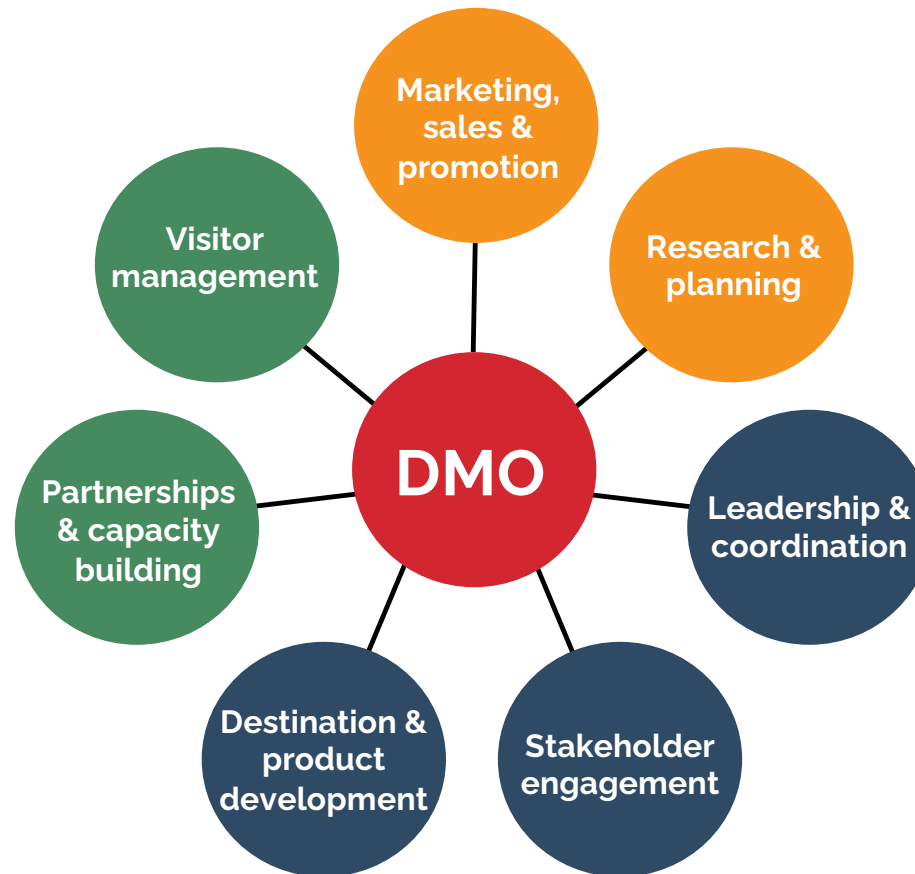 Marketing,
sales &
promotion
Research &
planning
Leadership &
coordination
Stakeholder
engagement
Destination &
product
development
Partnerships
& capacity
building
Visitor
management
DMO